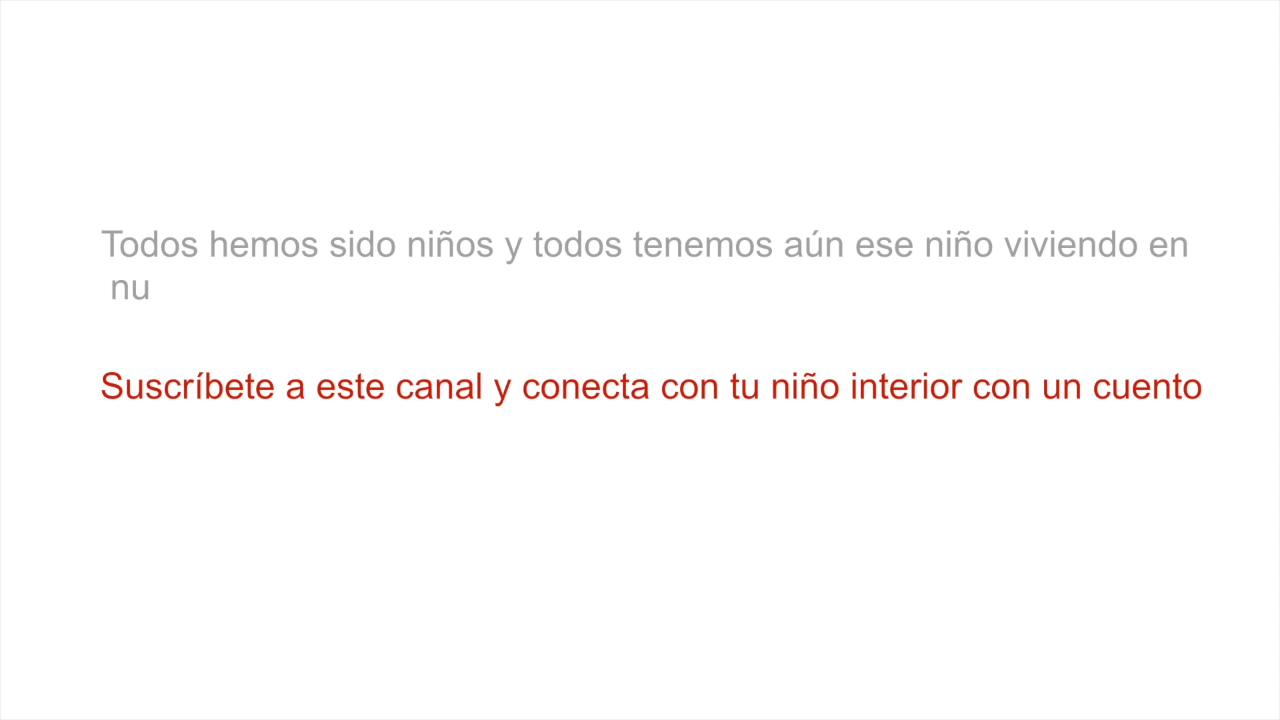 Todos hemos sido niños y todos tenemos aún ese niño viviendo en
nu
Suscríbete a este canal y conecta con tu niño interior con un cuento